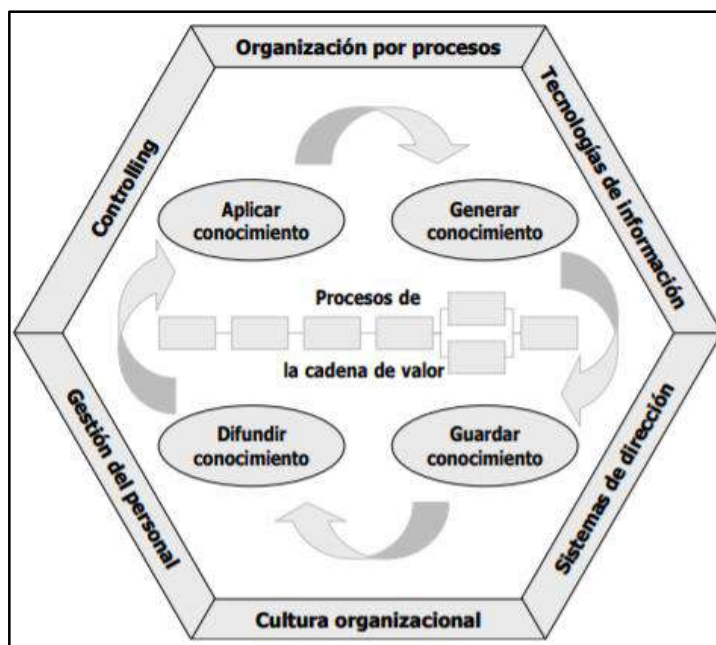 Organización por procesos
Tecnologías de información
Controlling
Aplicar
conocimiento
Generar
conocimiento
Procesos de
la cadena de valor
Difundir
conocimiento
Guardar
conocimiento
Gestión del personal
Sistemas de dirección
Cultura organizacional